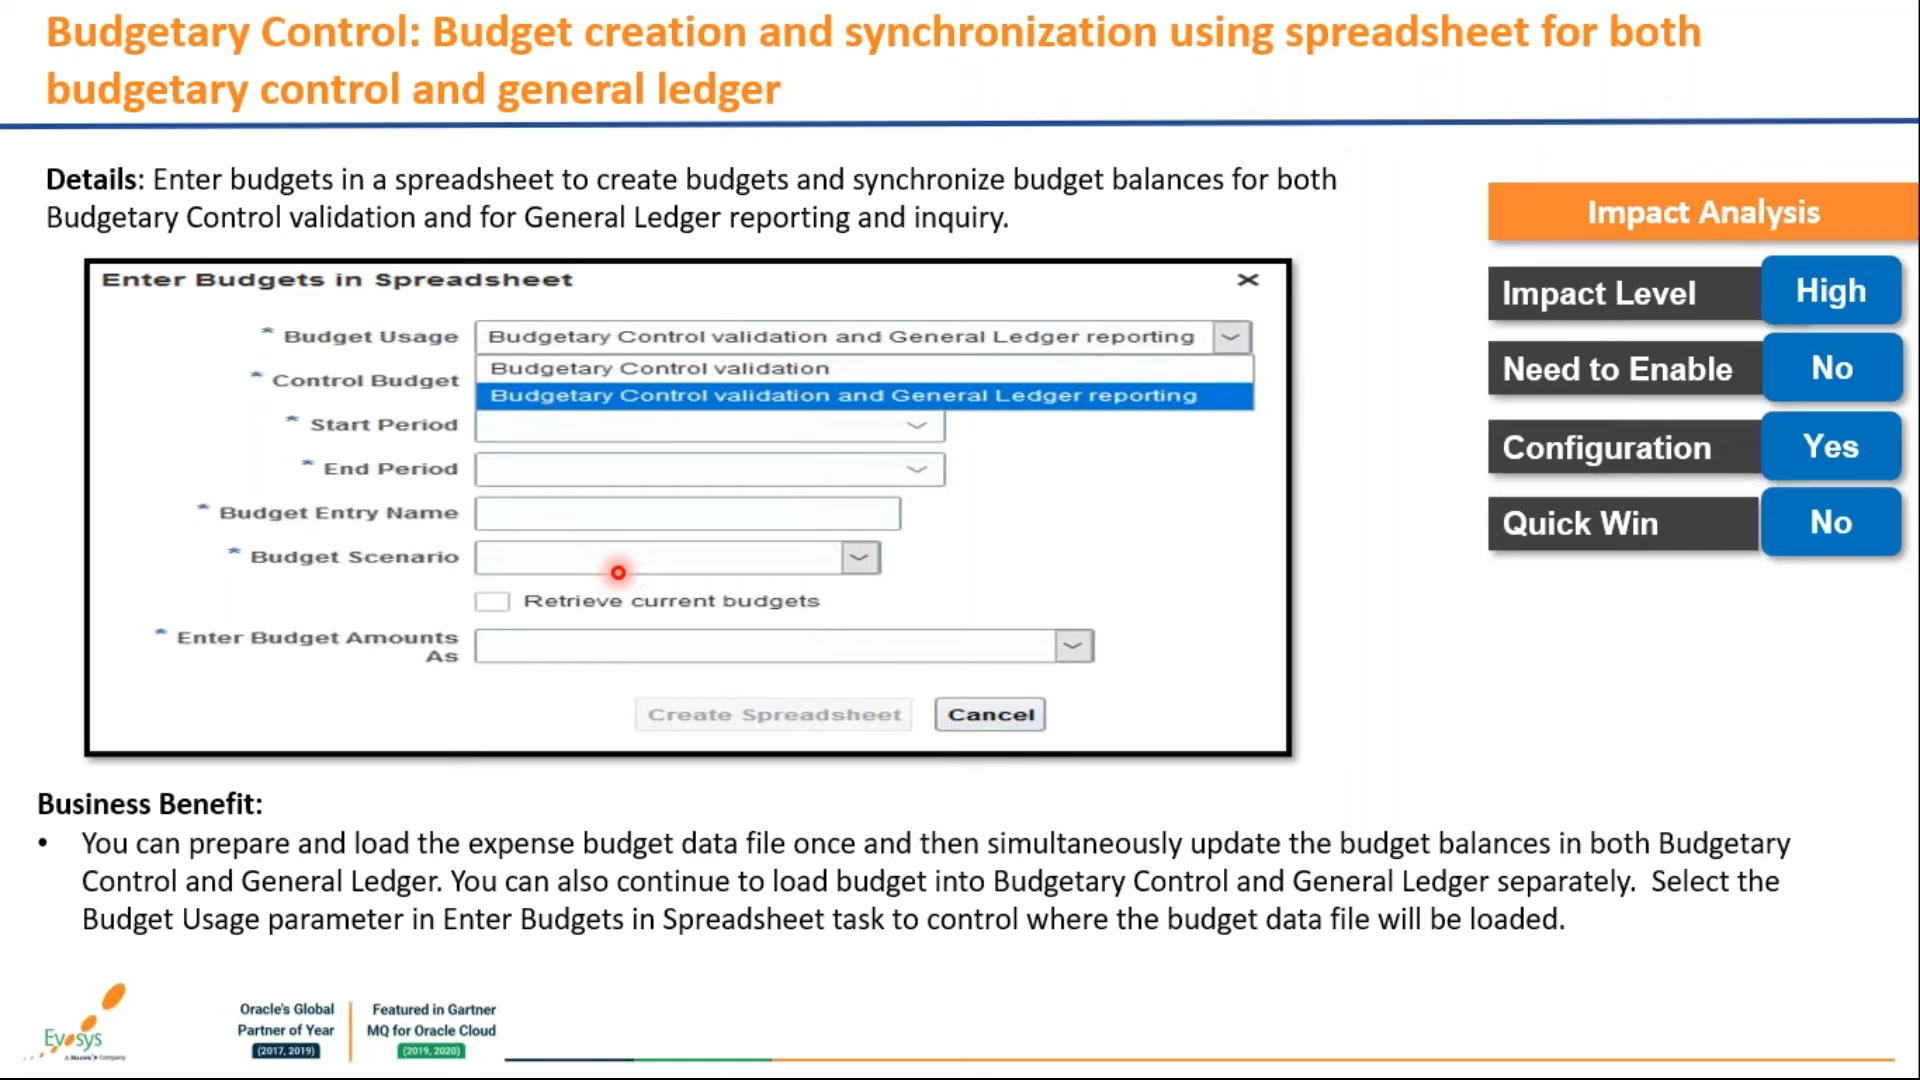 Budgetary Control: Budget creation and synchronization using spreadsheet for both
budgetary control and general ledger
Details: Enter budgets in a spreadsheet to create budgets and synchronize budget balances for both
Budgetary Control validation and for General Ledger reporting and inquiry.
Impact Analysis
Impact Level High
Need to Enable No
Configuration Yes
Quick Win No
Enter Budgets in Spreadsheet
* Budget Usage Budgetary Control validation and General Ledger reporting
Budgetary Control validation
* Control Budget
Budgetary Control validation and General Ledger reporting
* Start Period
* End Period
* Budget Entry Name
* Budget Scenario
Retrieve current budgets
* Enter Budget Amounts
As
Create Spreadsheet Cancel
Business Benefit:
• You can prepare and load the expense budget data file once and then simultaneously update the budget balances in both Budgetary
Control and General Ledger. You can also continue to load budget into Budgetary Control and General Ledger separately. Select the
Budget Usage parameter in Enter Budgets in Spreadsheet task to control where the budget data file will be loaded.
Evosys
A Mastek Company
Oracle's Global
Partner of Year
(2017, 2019)
Featured in Gartner
MQ for Oracle Cloud
(2019, 2020)